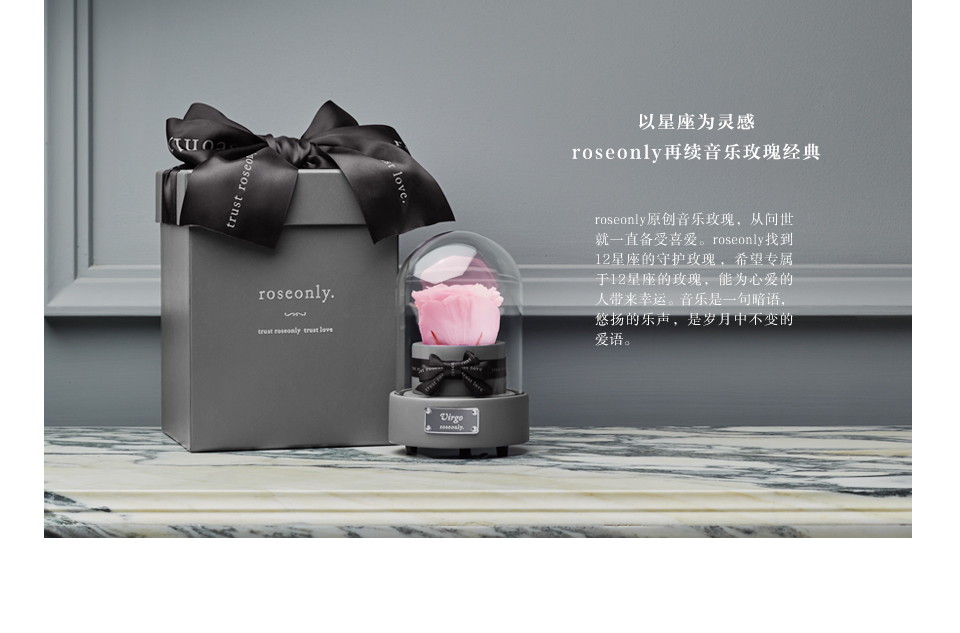 以星座为灵感
roseonly再续音乐玫瑰经典
roseonly原创音乐玫瑰，从问世
就一直备受喜爱。roseonly找到
12星座的守护玫瑰，希望专属
于12星座的玫瑰，能为心爱的
人带来幸运。音乐是一句暗语，
悠扬的乐声，是岁月中不变的
爱语。
trust roseon
st love.
roseonly.
trust roseonly trust love
Virgo
roseonly.